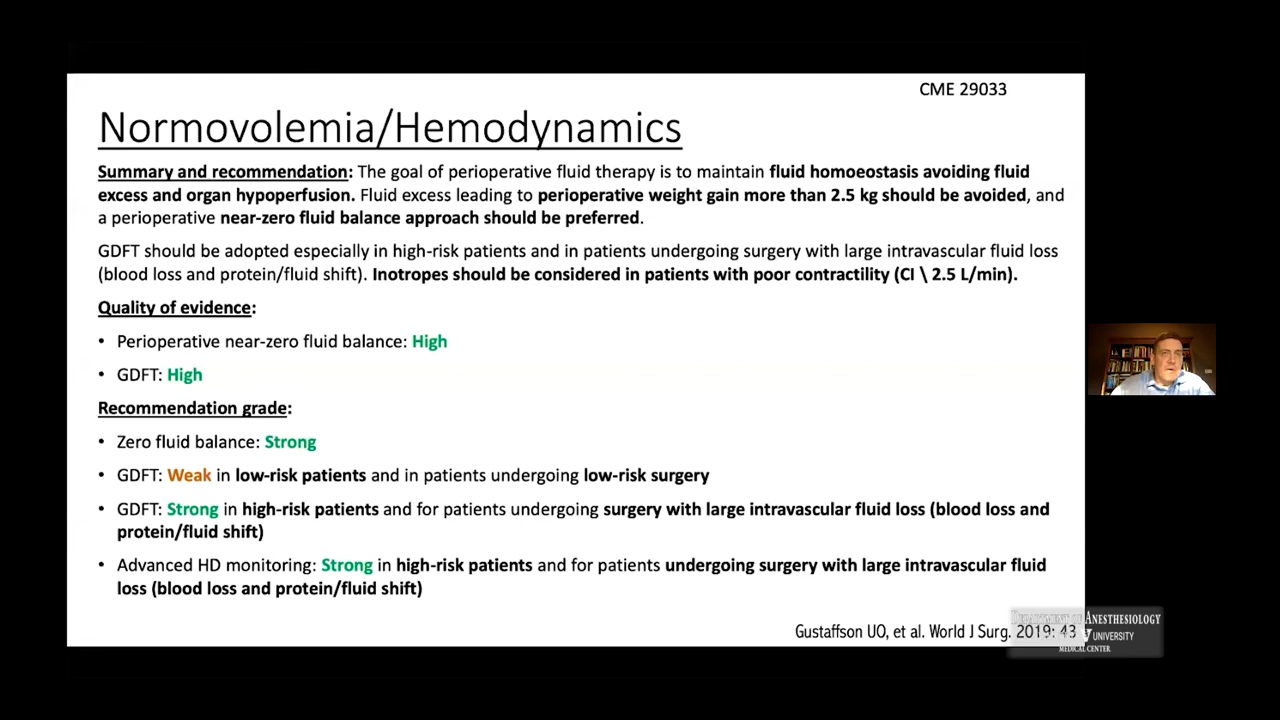 CME 29033
Normovolemia/Hemodynamics
Summary and recommendation: The goal of perioperative fluid therapy is to maintain fluid homoeostasis avoiding fluid
excess and organ hypoperfusion. Fluid excess leading to perioperative weight gain more than 2.5 kg should be avoided, and
a perioperative near-zero fluid balance approach should be preferred.
GDFT should be adopted especially in high-risk patients and in patients undergoing surgery with large intravascular fluid loss
(blood loss and protein/fluid shift). Inotropes should be considered in patients with poor contractility (CI \ 2.5 L/min).
Quality of evidence:
• Perioperative near-zero fluid balance: High
• GDFT: High
Recommendation grade:
• Zero fluid balance: Strong
• GDFT: Weak in low-risk patients and in patients undergoing low-risk surgery
• GDFT: Strong in high-risk patients and for patients undergoing surgery with large intravascular fluid loss (blood loss and
protein/fluid shift)
• Advanced HD monitoring: Strong in high-risk patients and for patients undergoing surgery with large intravascular fluid
loss (blood loss and protein/fluid shift)
Gustaffson UO, et al. World J Surg. 2019: 43
DEPARTMENT OF ANESTHESIOLOGY
UNIVERSITY
MEDICAL CENTER